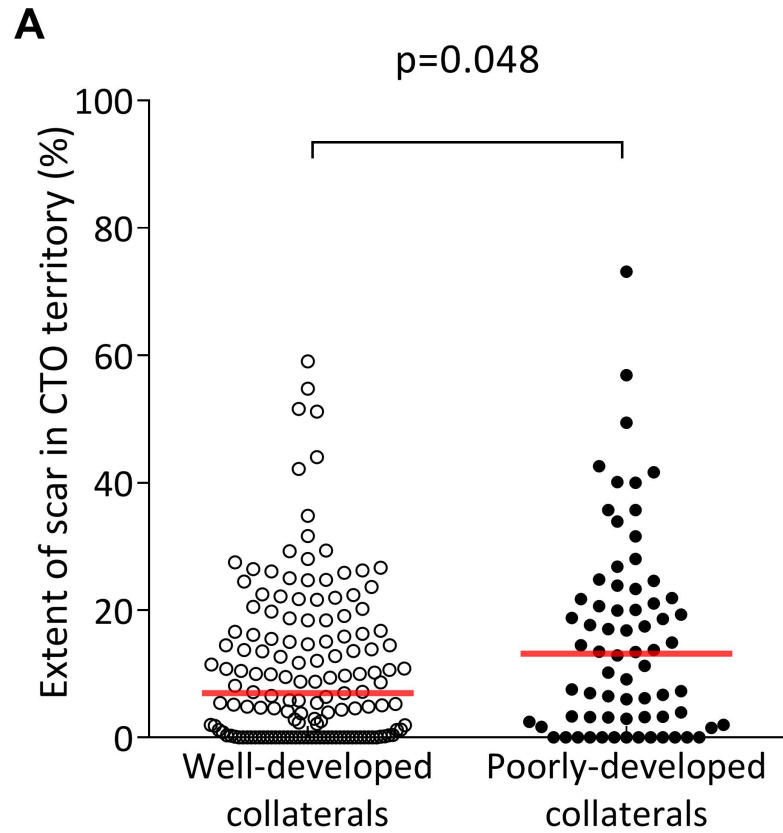 A
p=0.048
Extent of scar in CTO territory (%)
100
80
60
40
20
0
Well-developed
collaterals
Poorly-developed
collaterals